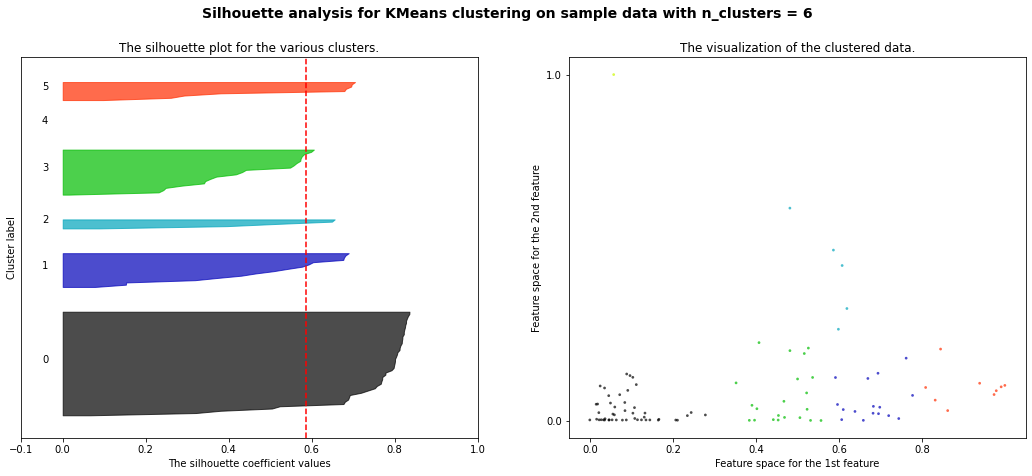 Silhouette analysis for KMeans clustering on sample data with n_clusters = 6
The silhouette plot for the various clusters.
5
4
3
2
1
0
Cluster label
−0.1 0.0 0.2 0.4 0.6 0.8 1.0
The silhouette coefficient values
The visualization of the clustered data.
1.0
0.0
Feature space for the 2nd feature
0.0 0.2 0.4 0.6 0.8
Feature space for the 1st feature